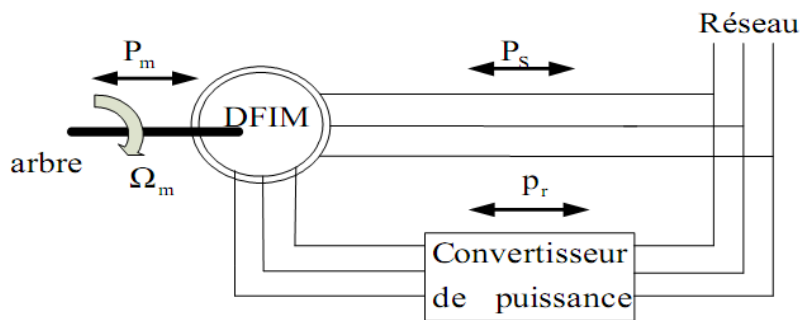 Réseau
Pm
PS
DFIM
arbre
Ωm
pr
Convertisseur
de puissance